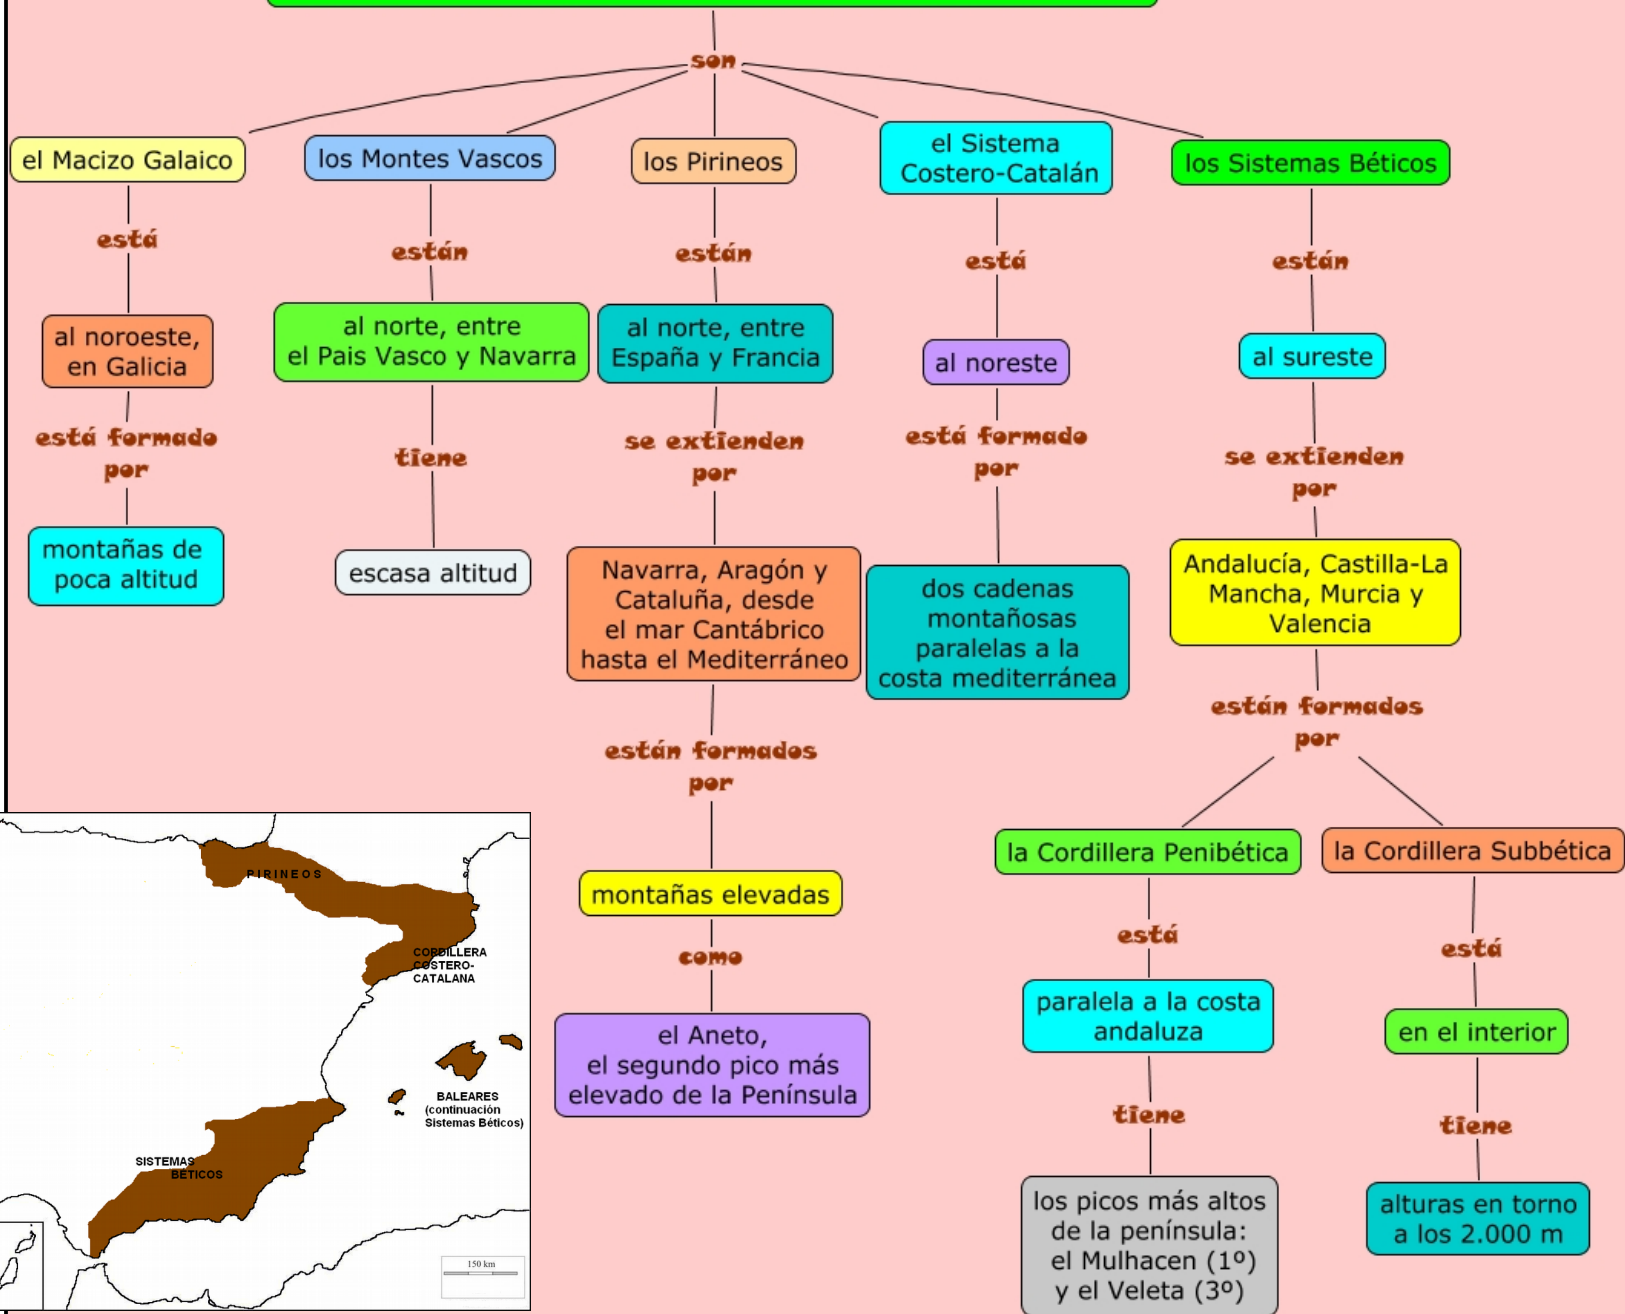 son
el Macizo Galaico
está
al noroeste,
en Galicia
está formado
por
montañas de
poca altitud
los Montes Vascos
están
al norte, entre
el Pais Vasco y Navarra
tiene
escasa altitud
los Pirineos
están
al norte, entre
España y Francia
se extienden
por
Navarra, Aragón y
Cataluña, desde
el mar Cantábrico
hasta el Mediterráneo
están formados
por
montañas elevadas
como
el Aneto,
el segundo pico más
elevado de la Península
el Sistema
Costero-Catalán
está
al noreste
está formado
por
dos cadenas
montañosas
paralelas a la
costa mediterránea
los Sistemas Béticos
están
al sureste
se extienden
por
Andalucía, Castilla-La
Mancha, Murcia y
Valencia
están formados
por
la Cordillera Penibética
está
paralela a la costa
andaluza
tiene
los picos más altos
de la península:
el Mulhacen (1º)
y el Veleta (3º)
la Cordillera Subbética
está
en el interior
tiene
alturas en torno
a los 2.000 m
PIRINEOS
CORDILLERA
COSTERO-
CATALANA
BALEARES
(continuación
Sistemas Béticos)
SISTEMAS
BÉTICOS
150 km